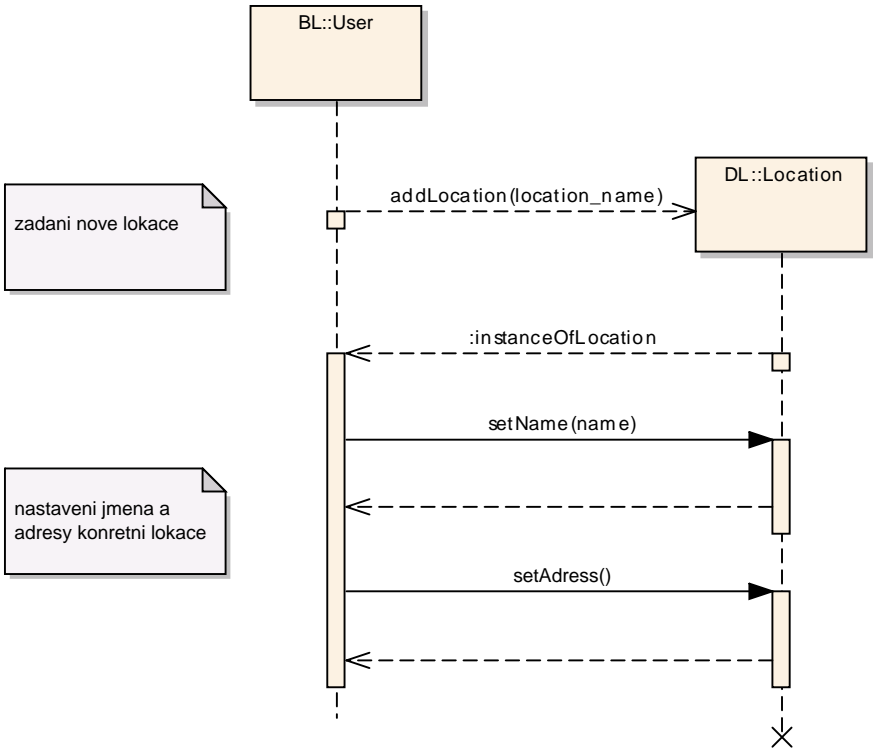 BL::User
DL::Location
addLocation(location_name)
zadani nove lokace
:instanceOfLocation
setName(name)
nastaveni jmena a
adresy konretni lokace
setAdress()